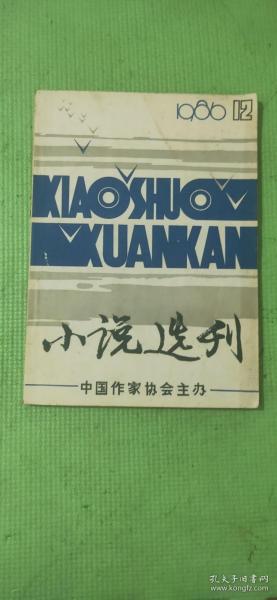 1986 12
XIAOSHUO
XUANKAN
小说选刊
中国作家协会主办
孔夫子旧书网
www.kongfz.com